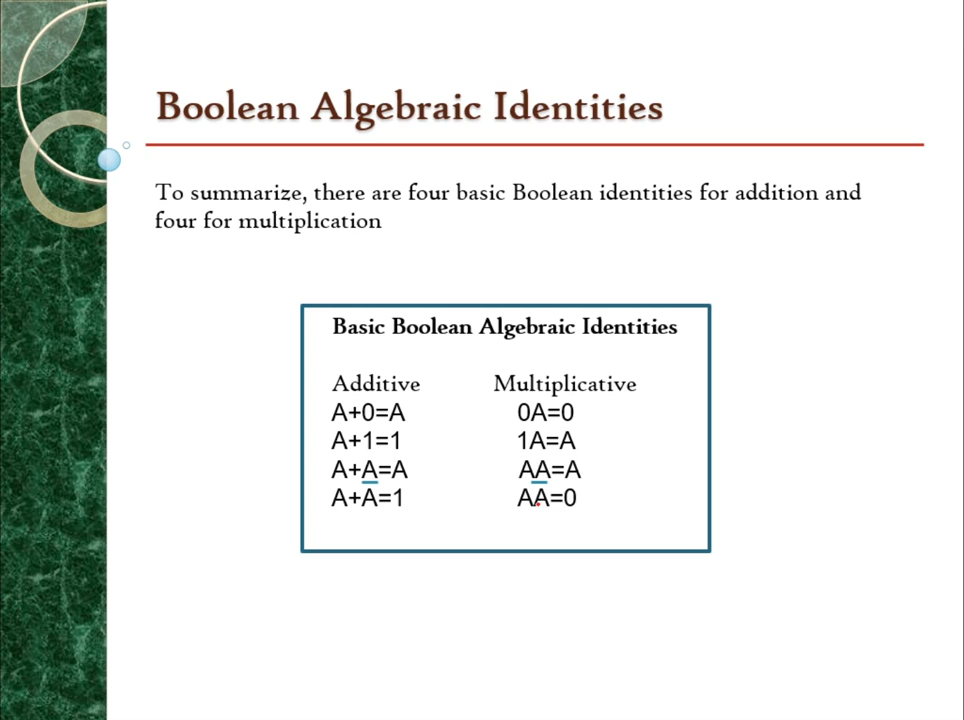 Boolean Algebraic Identities
To summarize, there are four basic Boolean identities for addition and
four for multiplication
Basic Boolean Algebraic Identities
Additive Multiplicative
A+0=A 0A=0
A+1=1 1A=A
A+A=A AA=A
A+A̅=1 AA̅=0